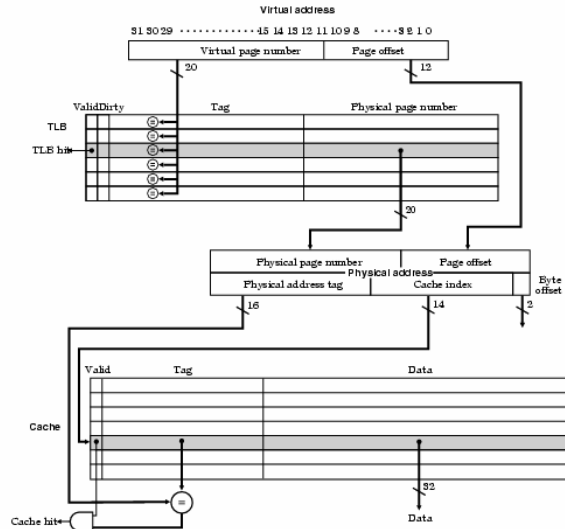 Virtual address
31 30 29 ··················15 14 13 12 11 10 9 8 ·····3 2 1 0
Virtual page number Page offset
20 12
Valid Dirty Tag Physical page number
TLB
=
=
TLB hit =
=
=
=
20
Physical page number Page offset
Physical address
Physical address tag Cache index Byte offset
16 14 2
Valid Tag Data
Cache
32
=
Cache hit Data